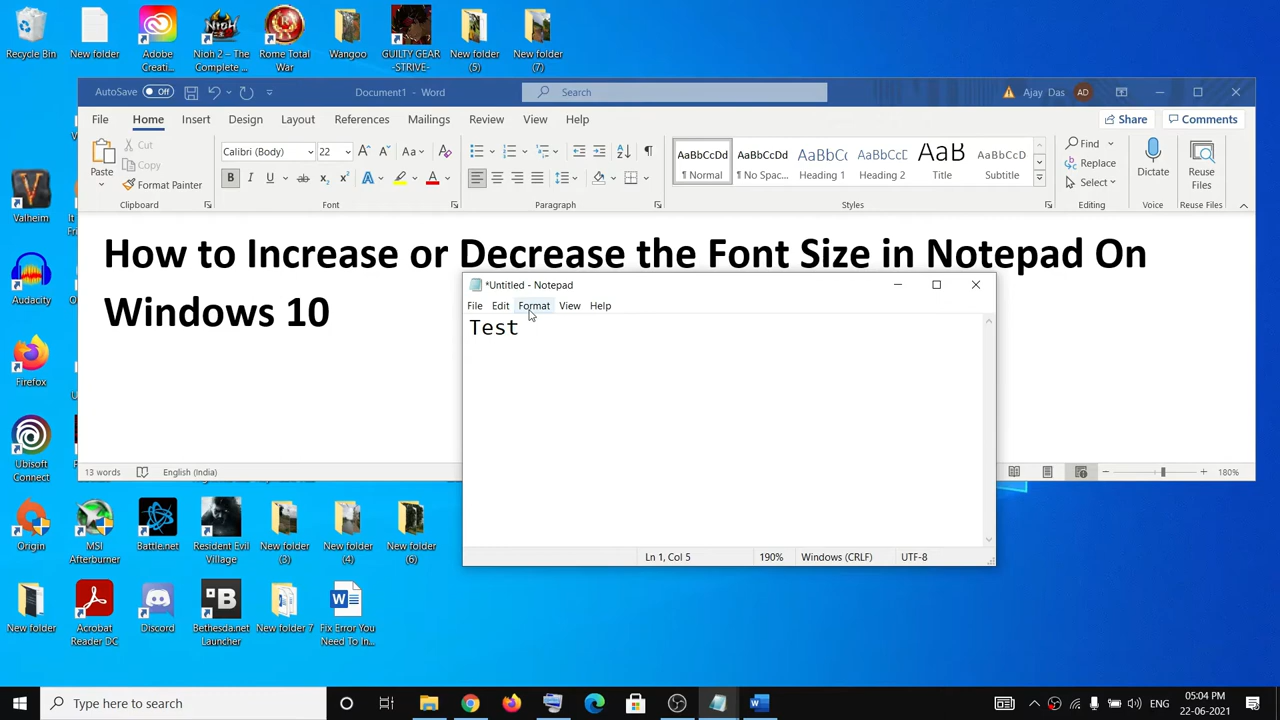 Recycle Bin
New folder
Adobe Creati...
Nioh 2 – The Complete ...
Rome Total War
Wangoo
GUILTY GEAR -STRIVE-
New folder (5)
New folder (7)
AutoSave Off
Document1 - Word
Search
Ajay Das AD
File Home Insert Design Layout References Mailings Review View Help
Share Comments
Paste
Cut
Copy
Format Painter
Calibri (Body) 22
AaBbCcDd
¶ Normal
AaBbCcDd
¶ No Spac...
AaBbC
Heading 1
AaBbCcD
Heading 2
AaB
Title
AaBbCcD
Subtitle
Find
Replace
Select
Dictate
Reuse Files
Clipboard Font Paragraph Styles Editing Voice Reuse Files
How to Increase or Decrease the Font Size in Notepad On
Windows 10
*Untitled - Notepad
File Edit Format View Help
Test
Ln 1, Col 5 190% Windows (CRLF) UTF-8
13 words English (India) 180%
Valheim
Audacity
Firefox
Ubisoft Connect
Origin
MSI Afterburner
Battle.net
Resident Evil Village
New folder (3)
New folder (4)
New folder (6)
New folder
Acrobat Reader DC
Discord
Bethesda.net Launcher
New folder 7
Fix Error You Need To In...
Type here to search
ENG
05:04 PM
22-06-2021